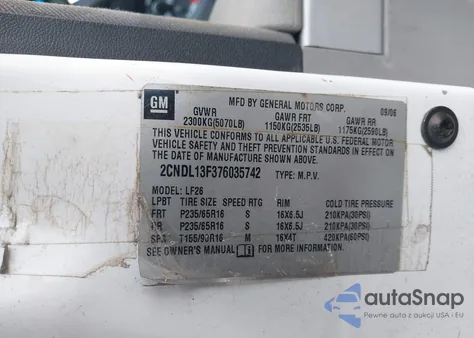 GM
MFD BY GENERAL MOTORS CORP. 09/06
GVWR GAWR FRT GAWR RR
2300KG(5070LB) 1150KG(2535LB) 1175KG(2590LB)
THIS VEHICLE CONFORMS TO ALL APPLICABLE U.S. FEDERAL MOTOR
VEHICLE SAFETY AND THEFT PREVENTION STANDARDS IN EFFECT ON
THE DATE OF MANUFACTURE SHOWN ABOVE.
2CNDL13F376035742 TYPE: M.P.V.
MODEL: LF26
LPBT TIRE SIZE SPEED RTG RIM COLD TIRE PRESSURE
FRT P235/65R16 S 16X6.5J 210KPA(30PSI)
RR P235/65R16 S 16X6.5J 210KPA(30PSI)
SPA T155/90R16 M 16X4T 420KPA(60PSI)
SEE OWNER'S MANUAL FOR MORE INFORMATION.
autoSnap
Pewne auta z aukcji USA i EU